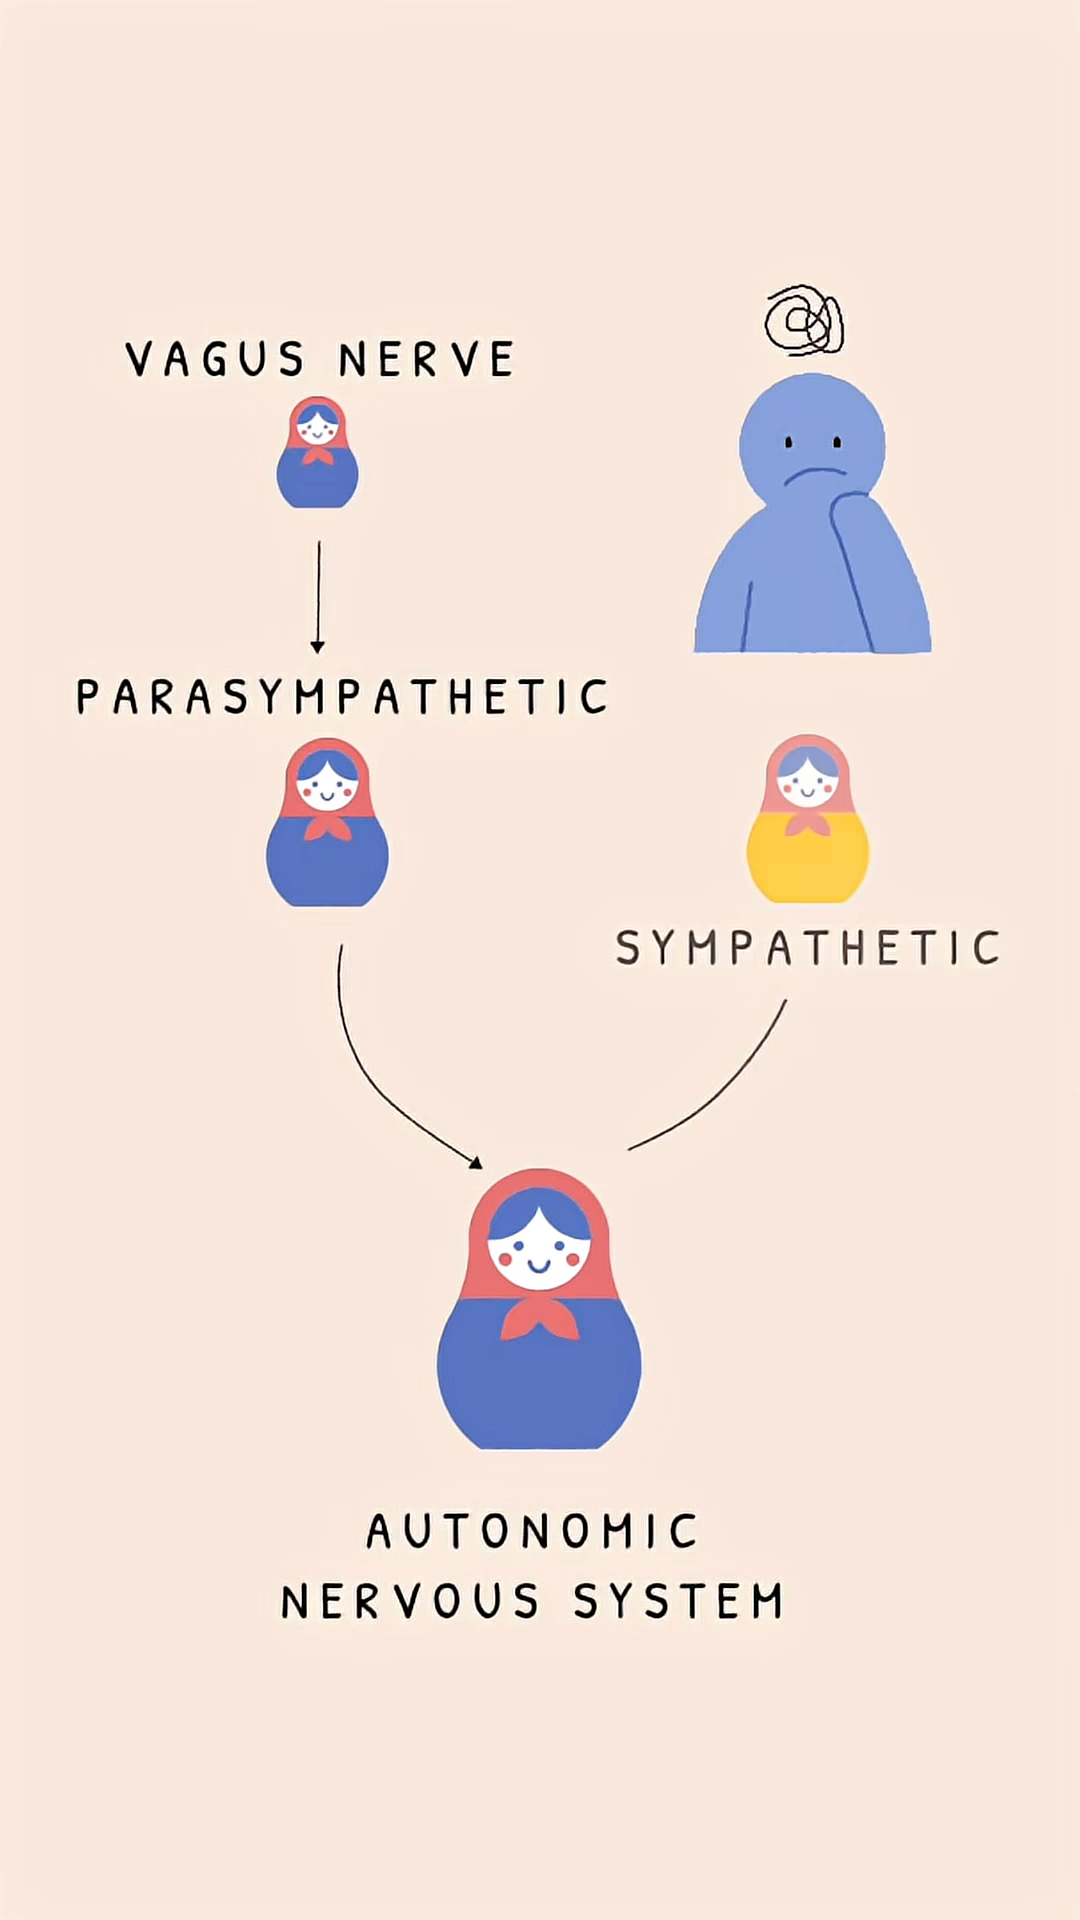 VAGUS NERVE
PARASYMPATHETIC
SYMPATHETIC
AUTONOMIC
NERVOUS SYSTEM